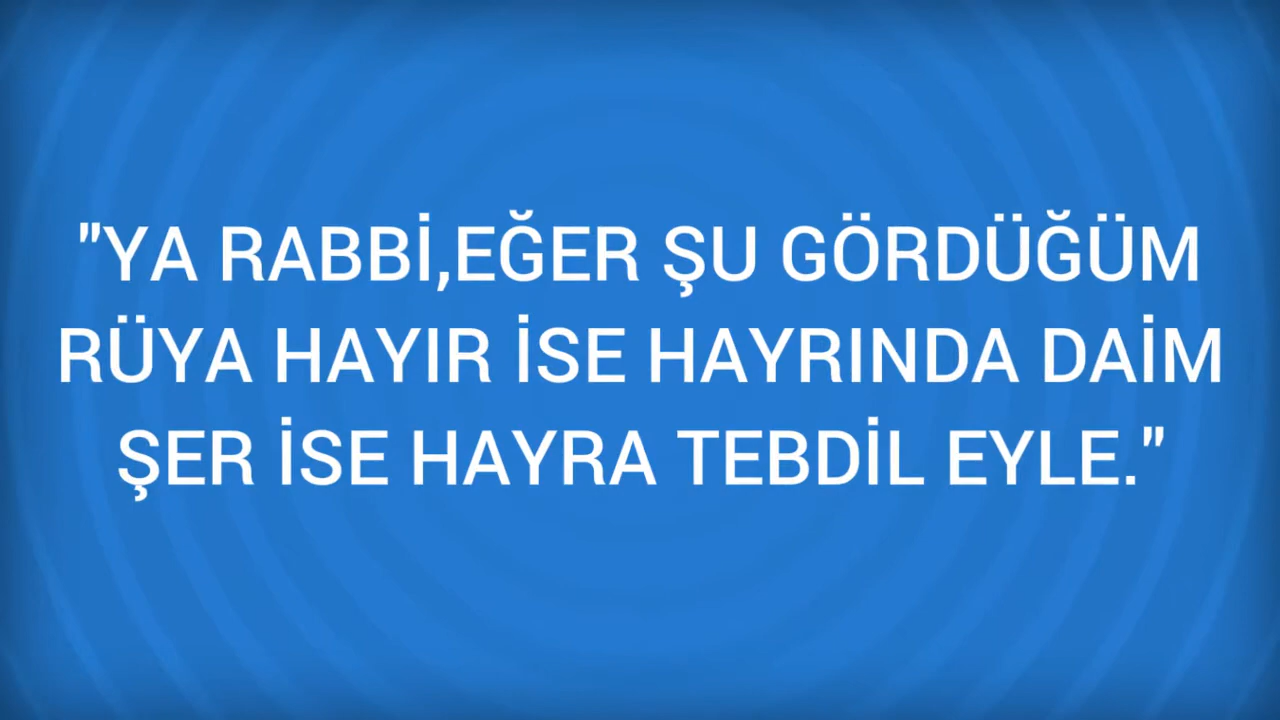 "YA RABBİ,EĞER ŞU GÖRDÜĞÜM
RÜYA HAYIR İSE HAYRINDA DAİM
ŞER İSE HAYRA TEBDİL EYLE."